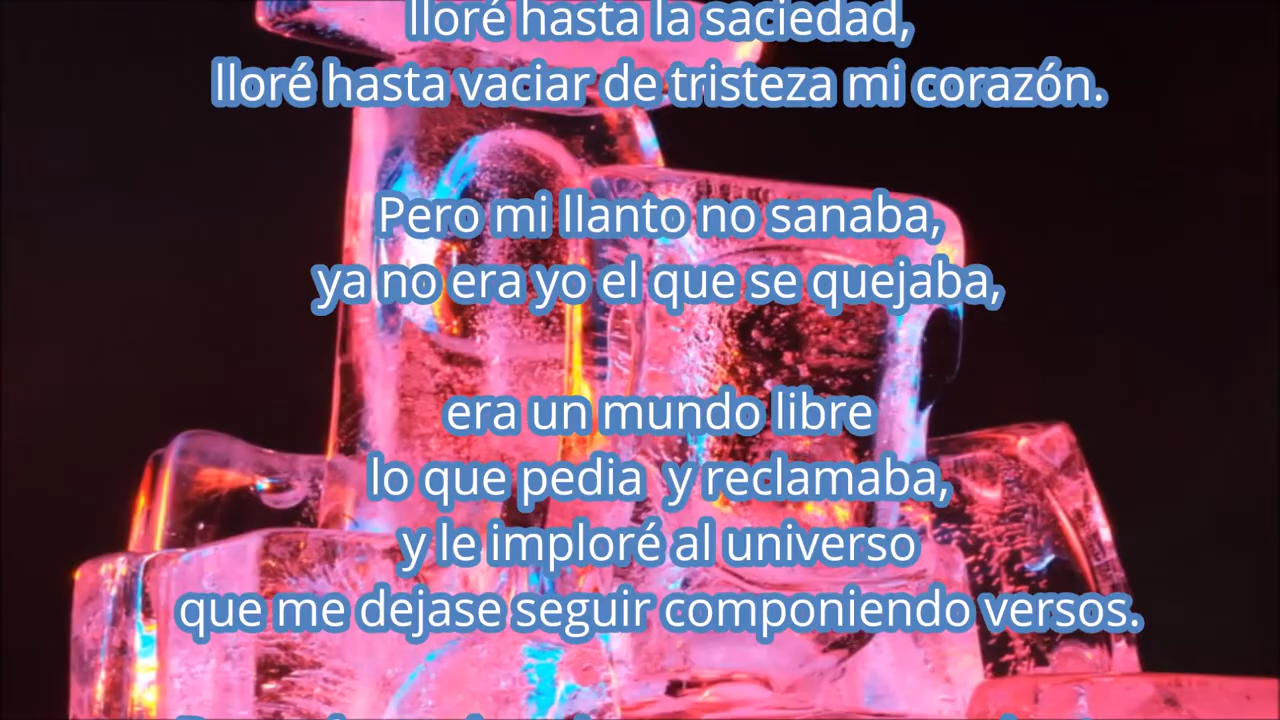 lloré hasta la saciedad,
lloré hasta vaciar de tristeza mi corazón.
Pero mi llanto no sanaba,
ya no era yo el que se quejaba,
era un mundo libre
lo que pedia  y reclamaba,
y le imploré al universo
que me dejase seguir componiendo versos.